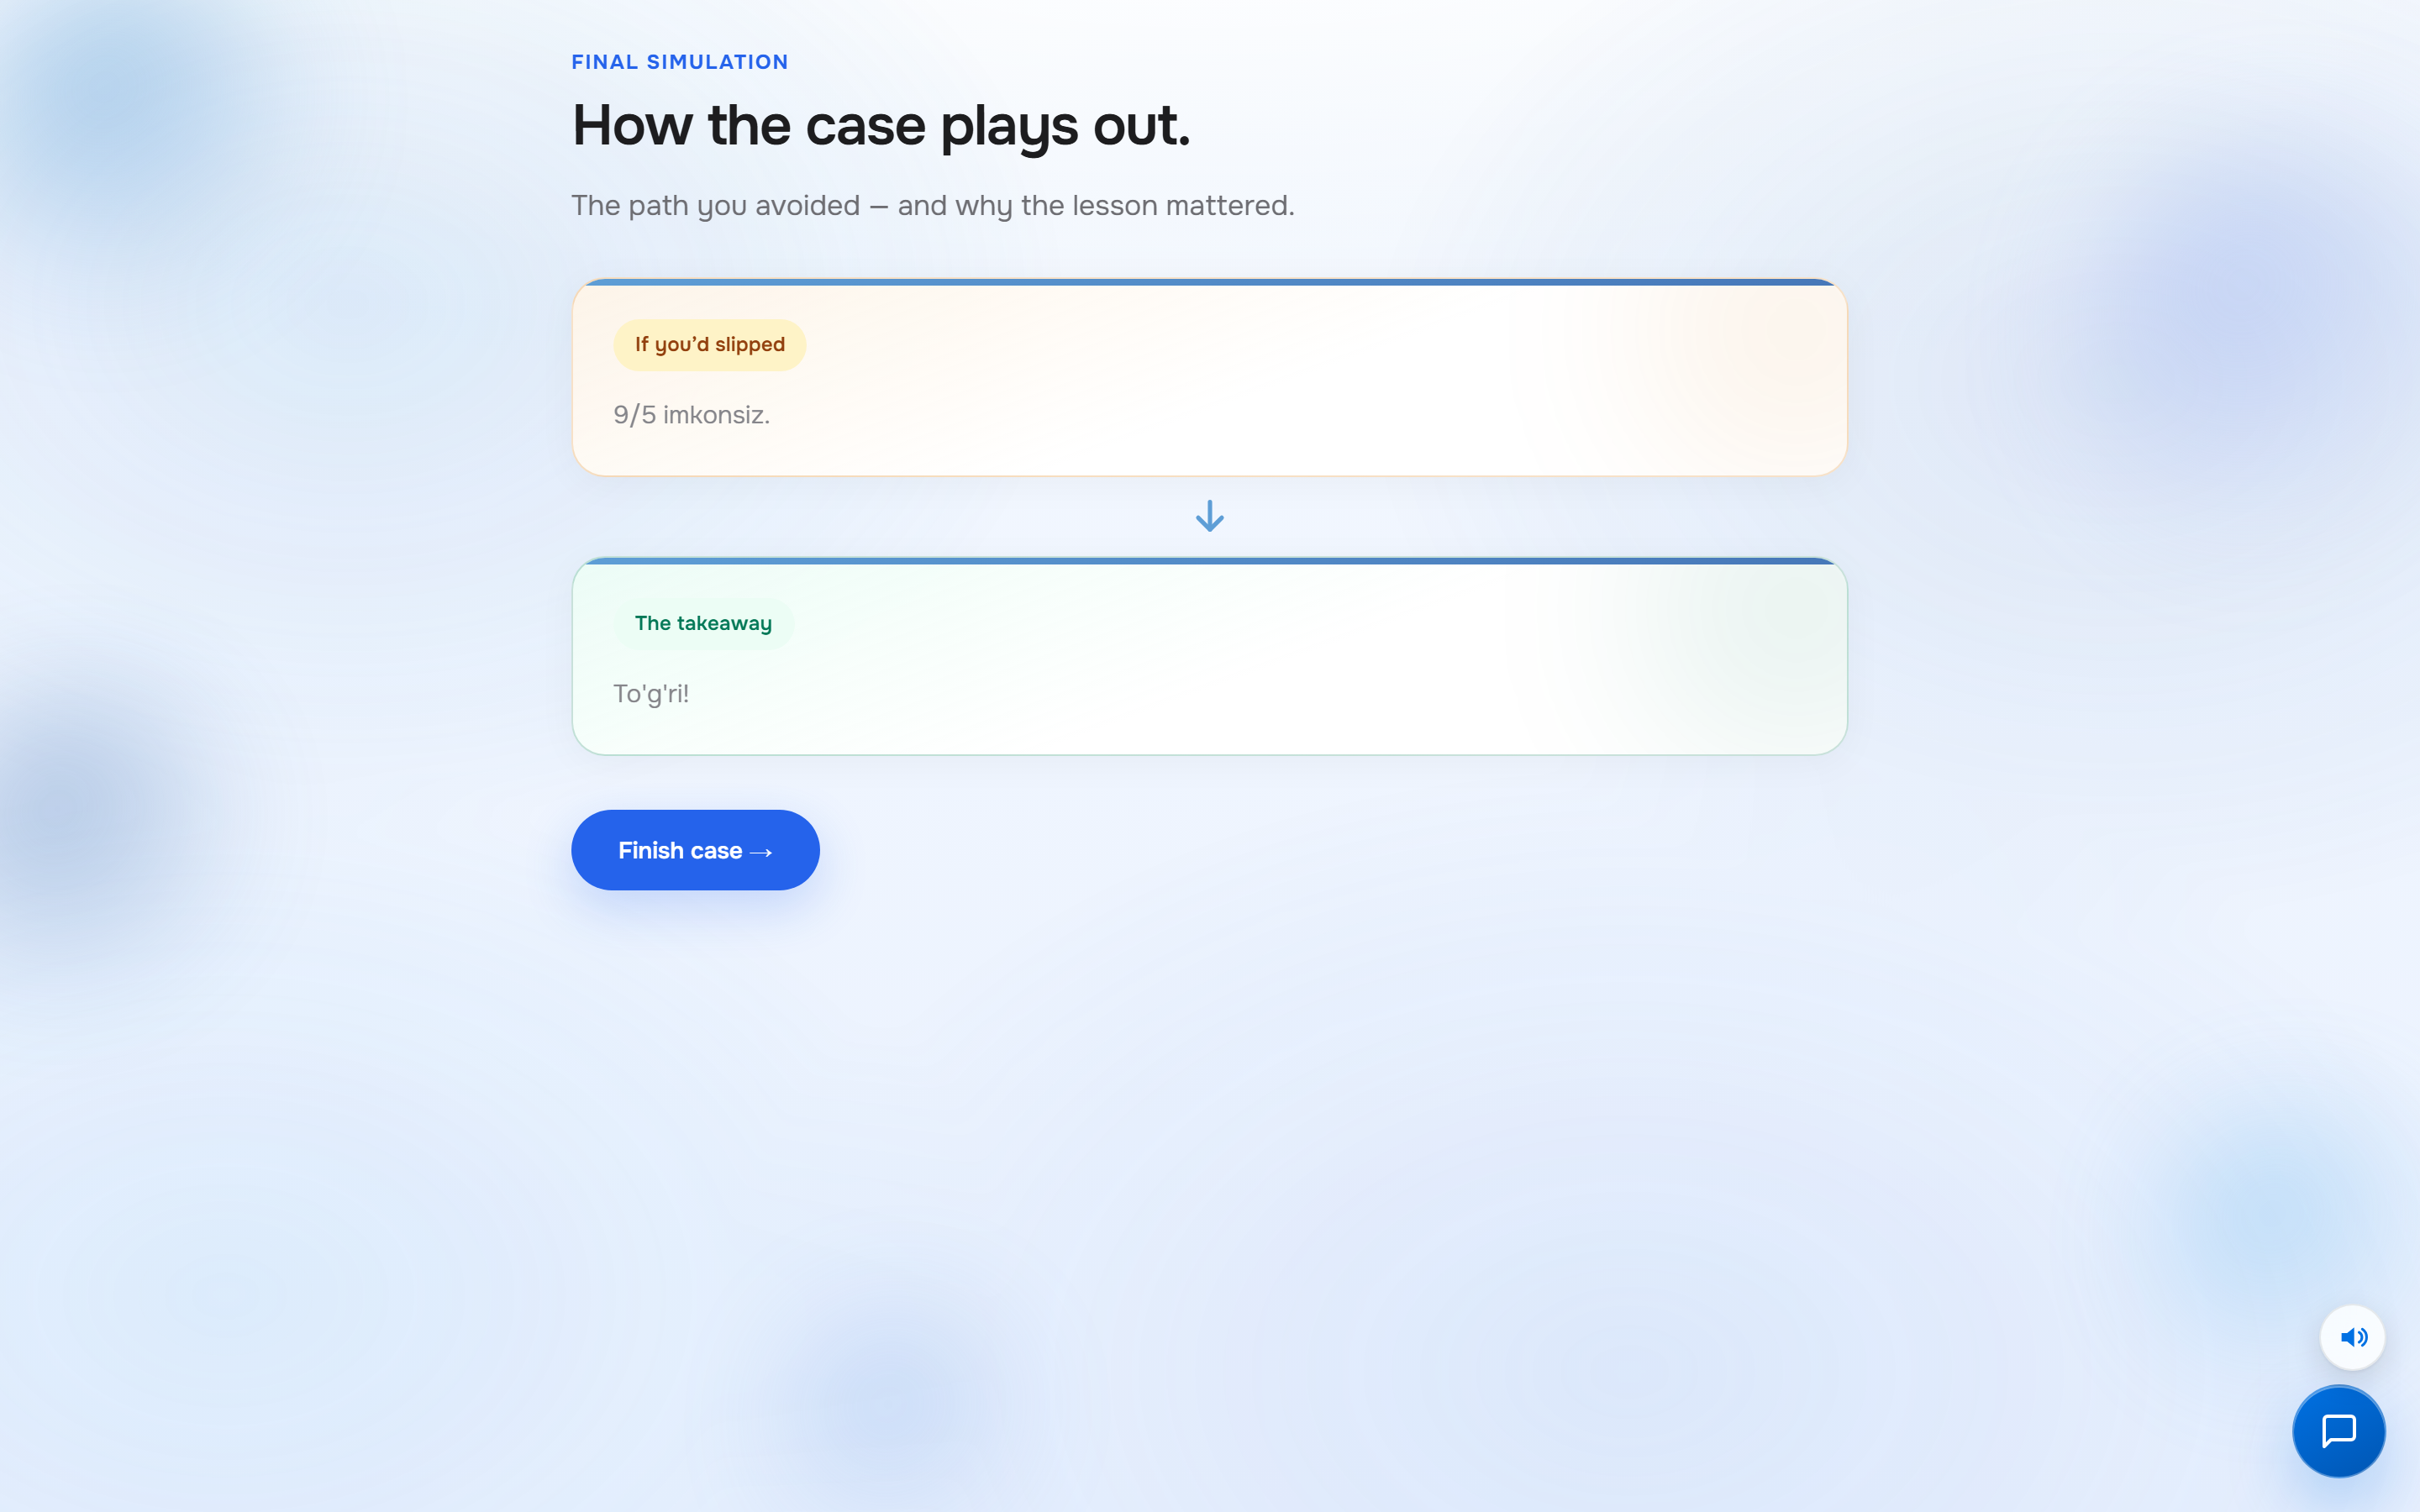 FINAL SIMULATION
How the case plays out.
The path you avoided — and why the lesson mattered.
If you’d slipped
9/5 imkonsiz.
The takeaway
To'g'ri!
Finish case →